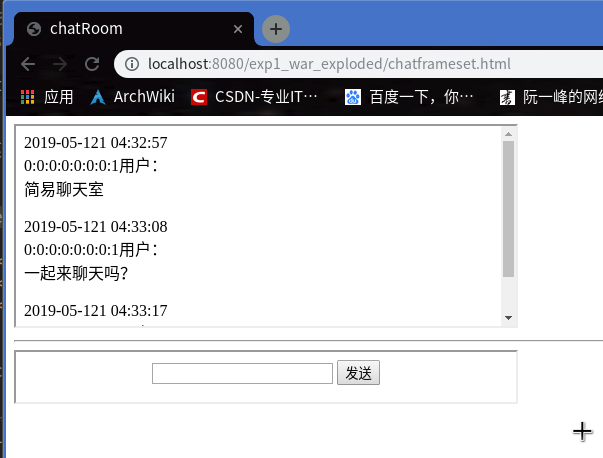 chatRoom
localhost:8080/exp1_war_exploded/chatframeset.html
应用 ArchWiki CSDN-专业IT… 百度一下，你… 阮一峰的网络
2019-05-121 04:32:57
0:0:0:0:0:0:0:1用户：
简易聊天室
2019-05-121 04:33:08
0:0:0:0:0:0:0:1用户：
一起来聊天吗？
2019-05-121 04:33:17
发送